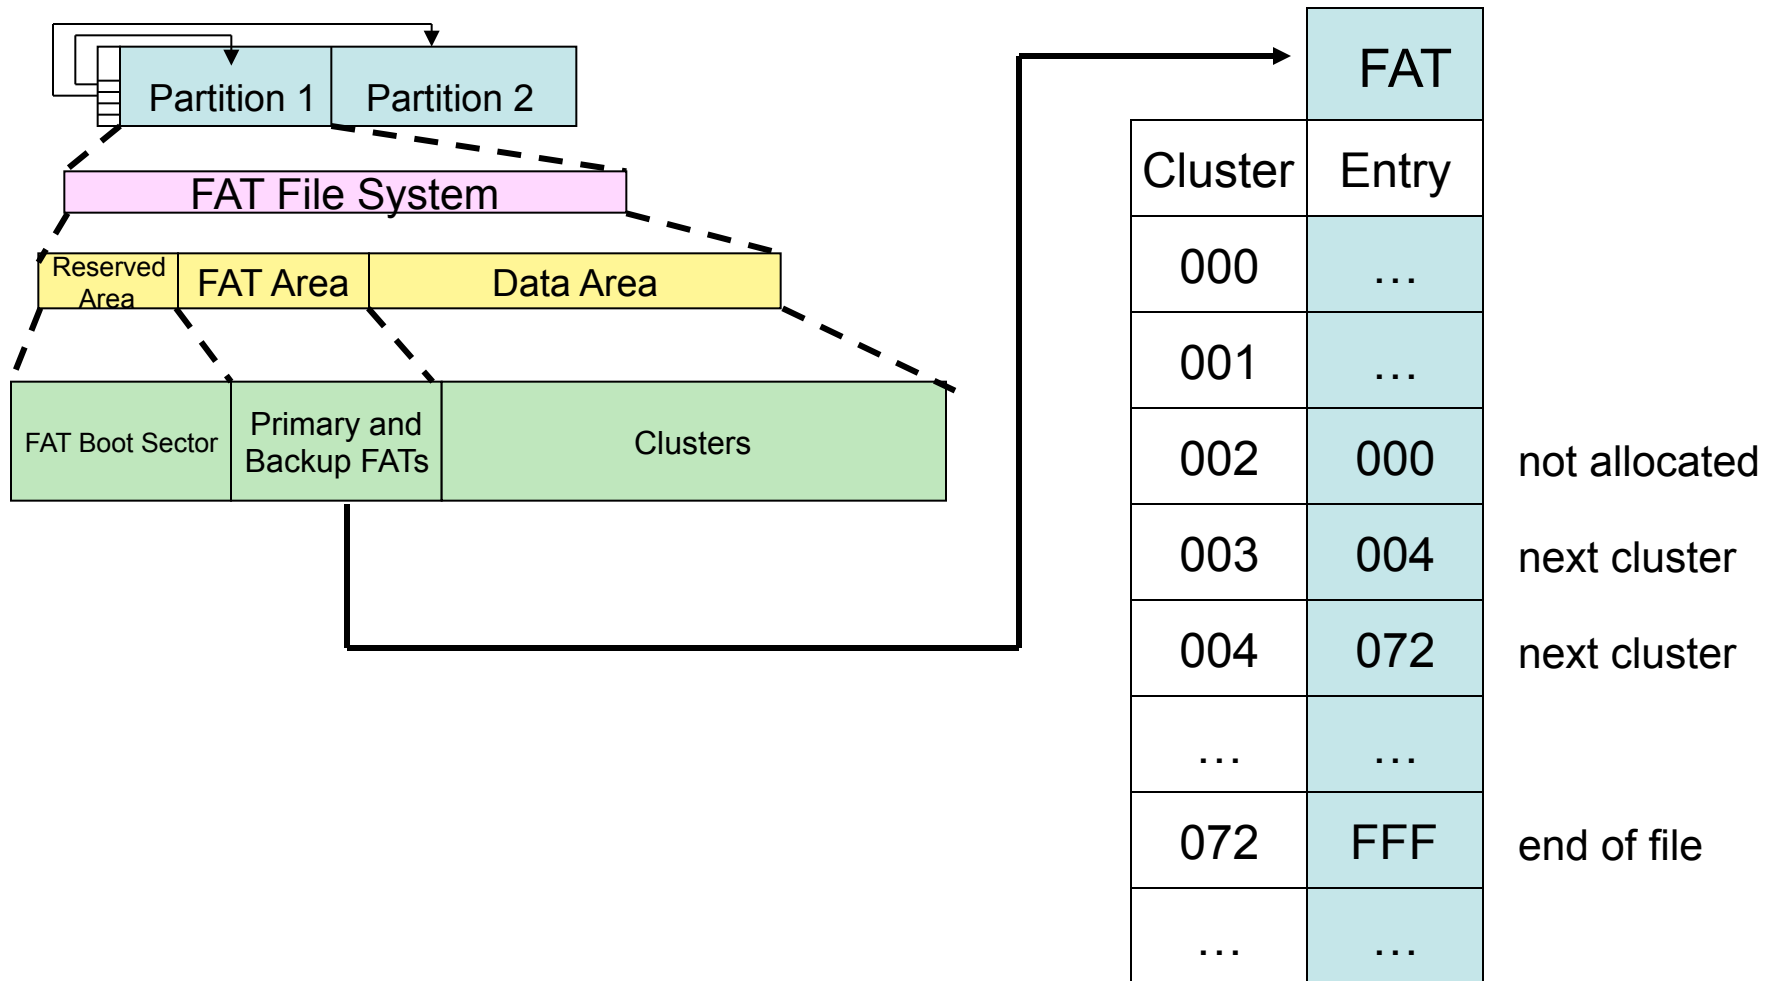 Partition 1
Partition 2
FAT File System
Reserved
Area
FAT Area
Data Area
FAT Boot Sector
Primary and
Backup FATs
Clusters
FAT
Cluster Entry
000 …
001 …
002 000 not allocated
003 004 next cluster
004 072 next cluster
… …
072 FFF end of file
… …